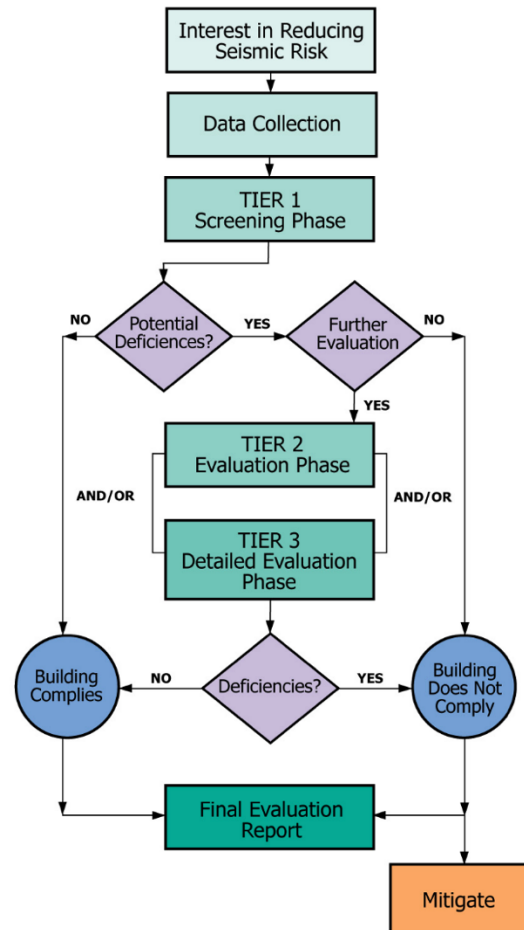 Interest in Reducing
Seismic Risk
Data Collection
TIER 1
Screening Phase
NO
Potential
Deficiences?
YES
Further
Evaluation
NO
YES
TIER 2
Evaluation Phase
AND/OR
AND/OR
TIER 3
Detailed Evaluation
Phase
Building
Complies
NO
Deficiencies?
YES
Building
Does Not
Comply
Final Evaluation
Report
Mitigate